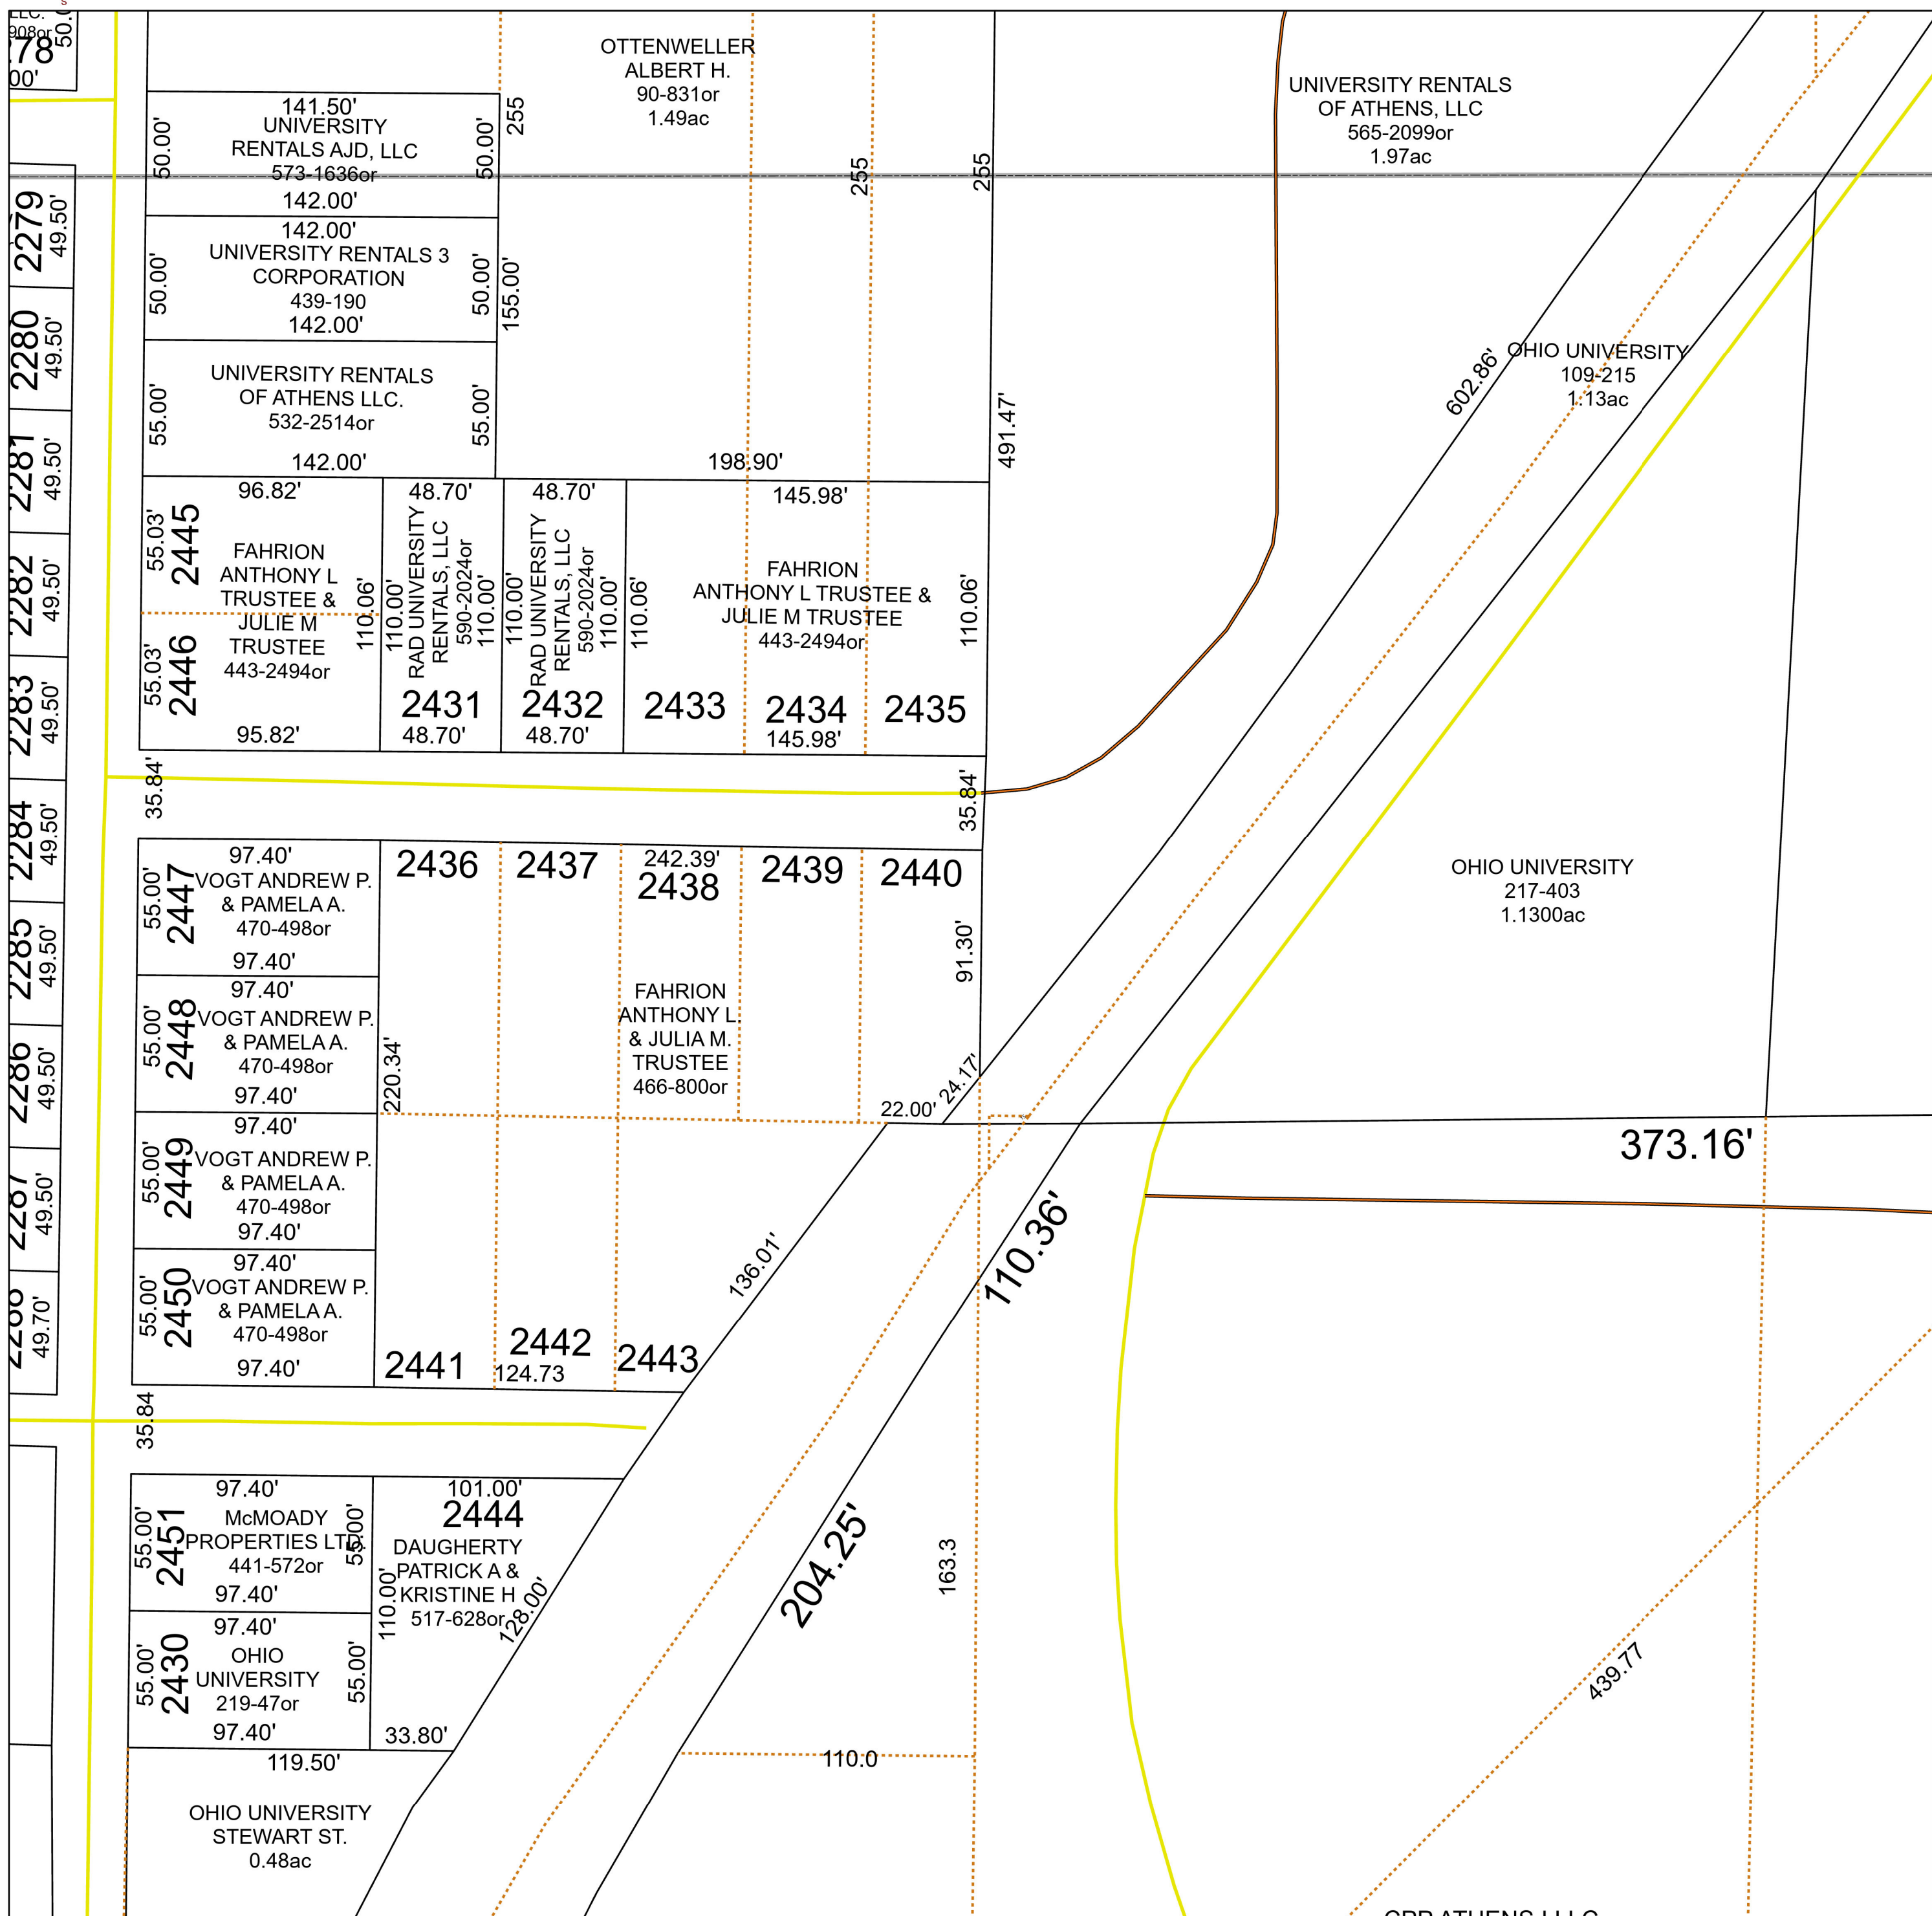 LLC.
908or
50.0
00'
OTTENWELLER
ALBERT H.
90-831or
1.49ac
255
255
255
UNIVERSITY RENTALS
OF ATHENS, LLC
565-2099or
1.97ac
141.50'
UNIVERSITY
RENTALS AJD, LLC
573-1636or
142.00'
50.00'
50.00'
142.00'
UNIVERSITY RENTALS 3
CORPORATION
439-190
142.00'
50.00'
50.00'
155.00'
UNIVERSITY RENTALS
OF ATHENS LLC.
532-2514or
142.00'
55.00'
55.00'
198.90'
491.47'
602.86'
OHIO UNIVERSITY
109-215
1.13ac
2279
49.50'
2280
49.50'
2281
49.50'
2282
49.50'
2283
49.50'
2284
49.50'
2285
49.50'
2286
49.50'
2287
49.50'
2288
49.70'
96.82'
55.03'
2445
FAHRION
ANTHONY L
TRUSTEE &
JULIE M
TRUSTEE
443-2494or
55.03'
2446
110.06'
95.82'
48.70'
110.00'
RAD UNIVERSITY
RENTALS, LLC
590-2024or
110.00'
2431
48.70'
48.70'
110.00'
RAD UNIVERSITY
RENTALS, LLC
590-2024or
110.00'
2432
48.70'
145.98'
110.06'
FAHRION
ANTHONY L TRUSTEE &
JULIE M TRUSTEE
443-2494or
110.06'
2433
2434
2435
145.98'
35.84'
35.84'
97.40'
55.00'
2447
VOGT ANDREW P.
& PAMELA A.
470-498or
97.40'
97.40'
55.00'
2448
VOGT ANDREW P.
& PAMELA A.
470-498or
97.40'
97.40'
55.00'
2449
VOGT ANDREW P.
& PAMELA A.
470-498or
97.40'
97.40'
55.00'
2450
VOGT ANDREW P.
& PAMELA A.
470-498or
97.40'
2436
2437
242.39'
2438
2439
2440
91.30'
220.34'
FAHRION
ANTHONY L.
& JULIA M.
TRUSTEE
466-800or
22.00'
24.17'
136.01'
2441
2442
124.73
2443
OHIO UNIVERSITY
217-403
1.1300ac
373.16'
110.36'
204.25'
163.3
110.0
439.77
35.84
97.40'
55.00'
2451
McMOADY
PROPERTIES LTD.
441-572or
97.40'
55.00'
101.00'
2444
DAUGHERTY
PATRICK A &
KRISTINE H
517-628or
110.00'
128.00'
33.80'
97.40'
55.00'
2430
OHIO
UNIVERSITY
219-47or
97.40'
55.00'
119.50'
OHIO UNIVERSITY
STEWART ST.
0.48ac